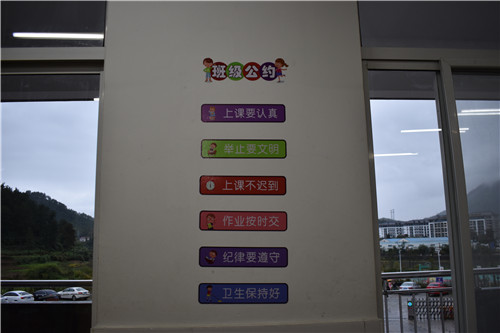 班级公约
上课要认真
举止要文明
上课不迟到
作业按时交
纪律要遵守
卫生保持好